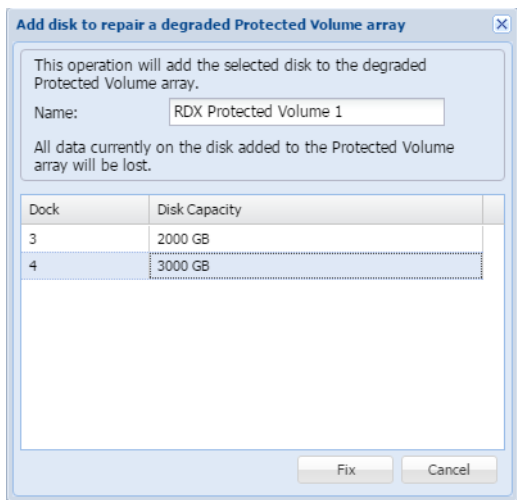 Add disk to repair a degraded Protected Volume array
This operation will add the selected disk to the degraded
Protected Volume array.
Name: RDX Protected Volume 1
All data currently on the disk added to the Protected Volume
array will be lost.
Dock Disk Capacity
3 2000 GB
4 3000 GB
Fix Cancel